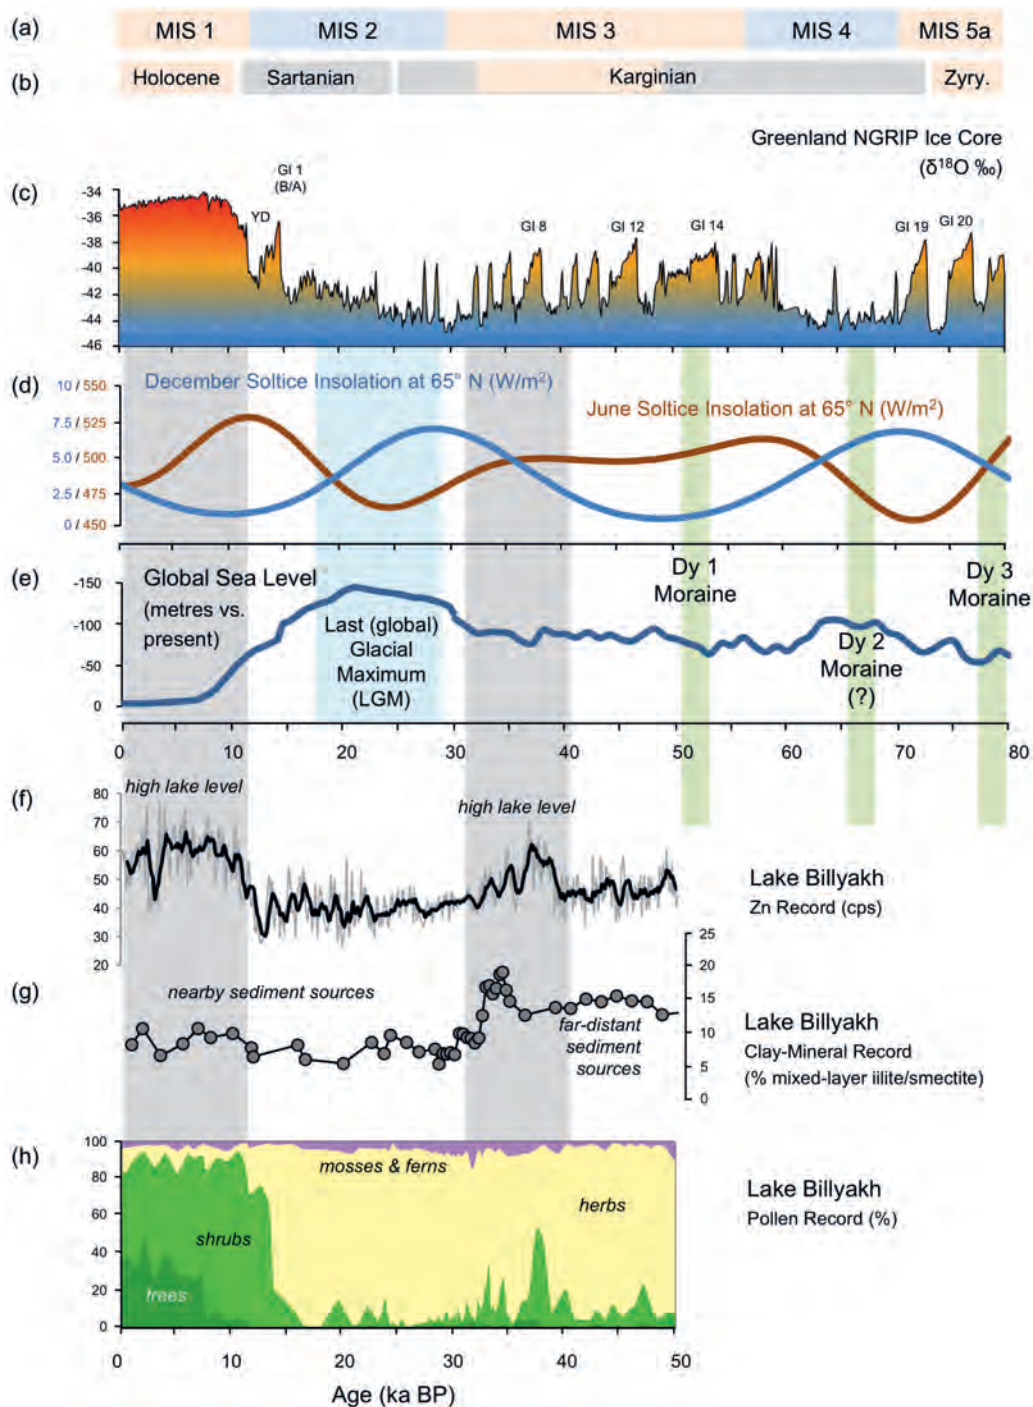 (a)
MIS 1 MIS 2 MIS 3 MIS 4 MIS 5a
(b)
Holocene Sartanian Karginian Zyry.
Greenland NGRIP Ice Core
(δ¹⁸O ‰)
(c)
GI 1
(B/A)
YD
GI 8 GI 12 GI 14 GI 19 GI 20
-34
-36
-38
-40
-42
-44
-46
(d)
December Soltice Insolation at 65° N (W/m²)
June Soltice Insolation at 65° N (W/m²)
10 / 550
7.5 / 525
5.0 / 500
2.5 / 475
0 / 450
(e)
Global Sea Level
(metres vs.
present)
-150
-100
-50
0
Last (global)
Glacial
Maximum
(LGM)
Dy 1
Moraine
Dy 2
Moraine
(?)
Dy 3
Moraine
0 10 20 30 40 50 60 70 80
(f)
high lake level
high lake level
80
70
60
50
40
30
20
Lake Billyakh
Zn Record (cps)
(g)
nearby sediment sources
far-distant
sediment
sources
25
20
15
10
5
0
Lake Billyakh
Clay-Mineral Record
(% mixed-layer iilite/smectite)
(h)
100
80
60
40
20
0
mosses & ferns
herbs
shrubs
trees
Lake Billyakh
Pollen Record (%)
0 10 20 30 40 50
Age (ka BP)